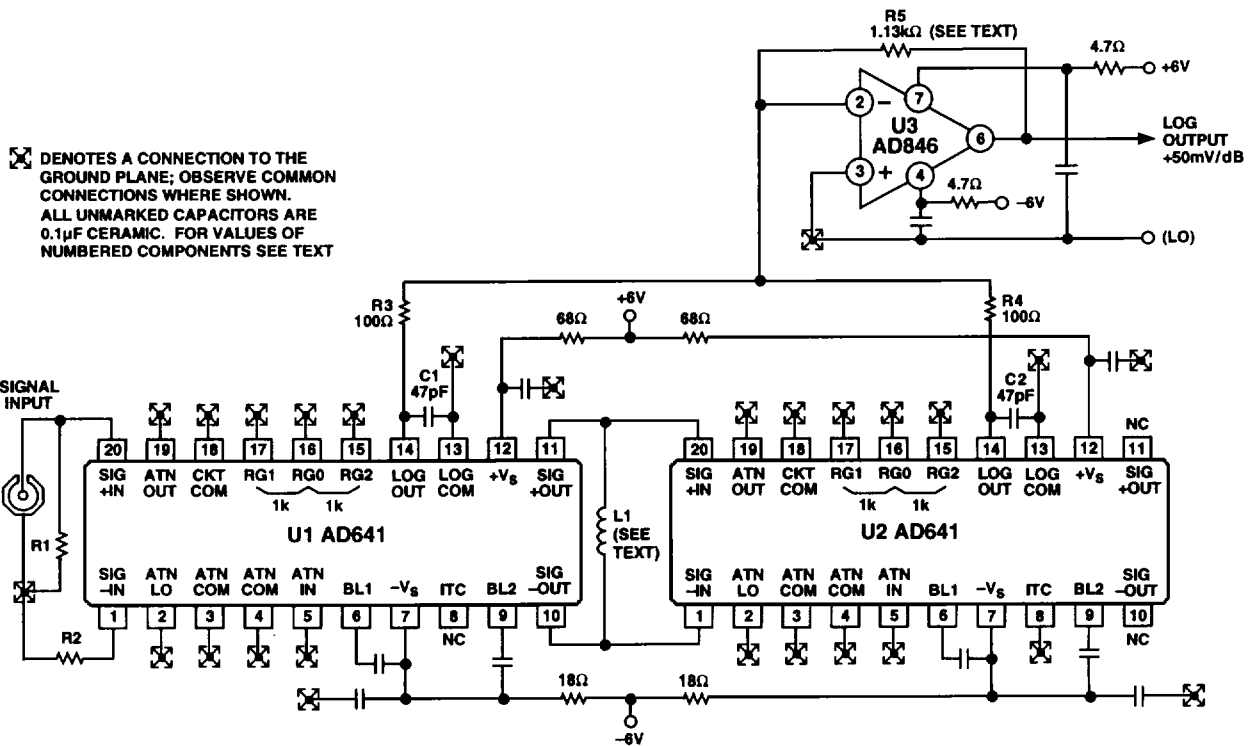 R5
1.13kΩ (SEE TEXT)
4.7Ω
+6V
2
−
7
U3
AD846
6
3
+
4
LOG
OUTPUT
+50mV/dB
4.7Ω
−6V
(LO)
DENOTES A CONNECTION TO THE
GROUND PLANE; OBSERVE COMMON
CONNECTIONS WHERE SHOWN.
ALL UNMARKED CAPACITORS ARE
0.1µF CERAMIC. FOR VALUES OF
NUMBERED COMPONENTS SEE TEXT
R3
100Ω
+6V
68Ω
68Ω
R4
100Ω
C1
47pF
C2
47pF
SIGNAL
INPUT
NC
20 19 18 17 16 15 14 13 12 11
SIG +IN
ATN OUT
CKT COM
RG1
RG0
RG2
LOG OUT
LOG COM
+VS
SIG +OUT
1k 1k
U1 AD641
R1
SIG −IN
ATN LO
ATN COM
ATN COM
ATN IN
BL1
−VS
ITC
BL2
SIG −OUT
1 2 3 4 5 6 7 8 9 10
NC
R2
L1
(SEE
TEXT)
20 19 18 17 16 15 14 13 12 11
SIG +IN
ATN OUT
CKT COM
RG1
RG0
RG2
LOG OUT
LOG COM
+VS
SIG +OUT
1k 1k
U2 AD641
SIG −IN
ATN LO
ATN COM
ATN COM
ATN IN
BL1
−VS
ITC
BL2
SIG −OUT
1 2 3 4 5 6 7 8 9 10
NC
18Ω
18Ω
−6V